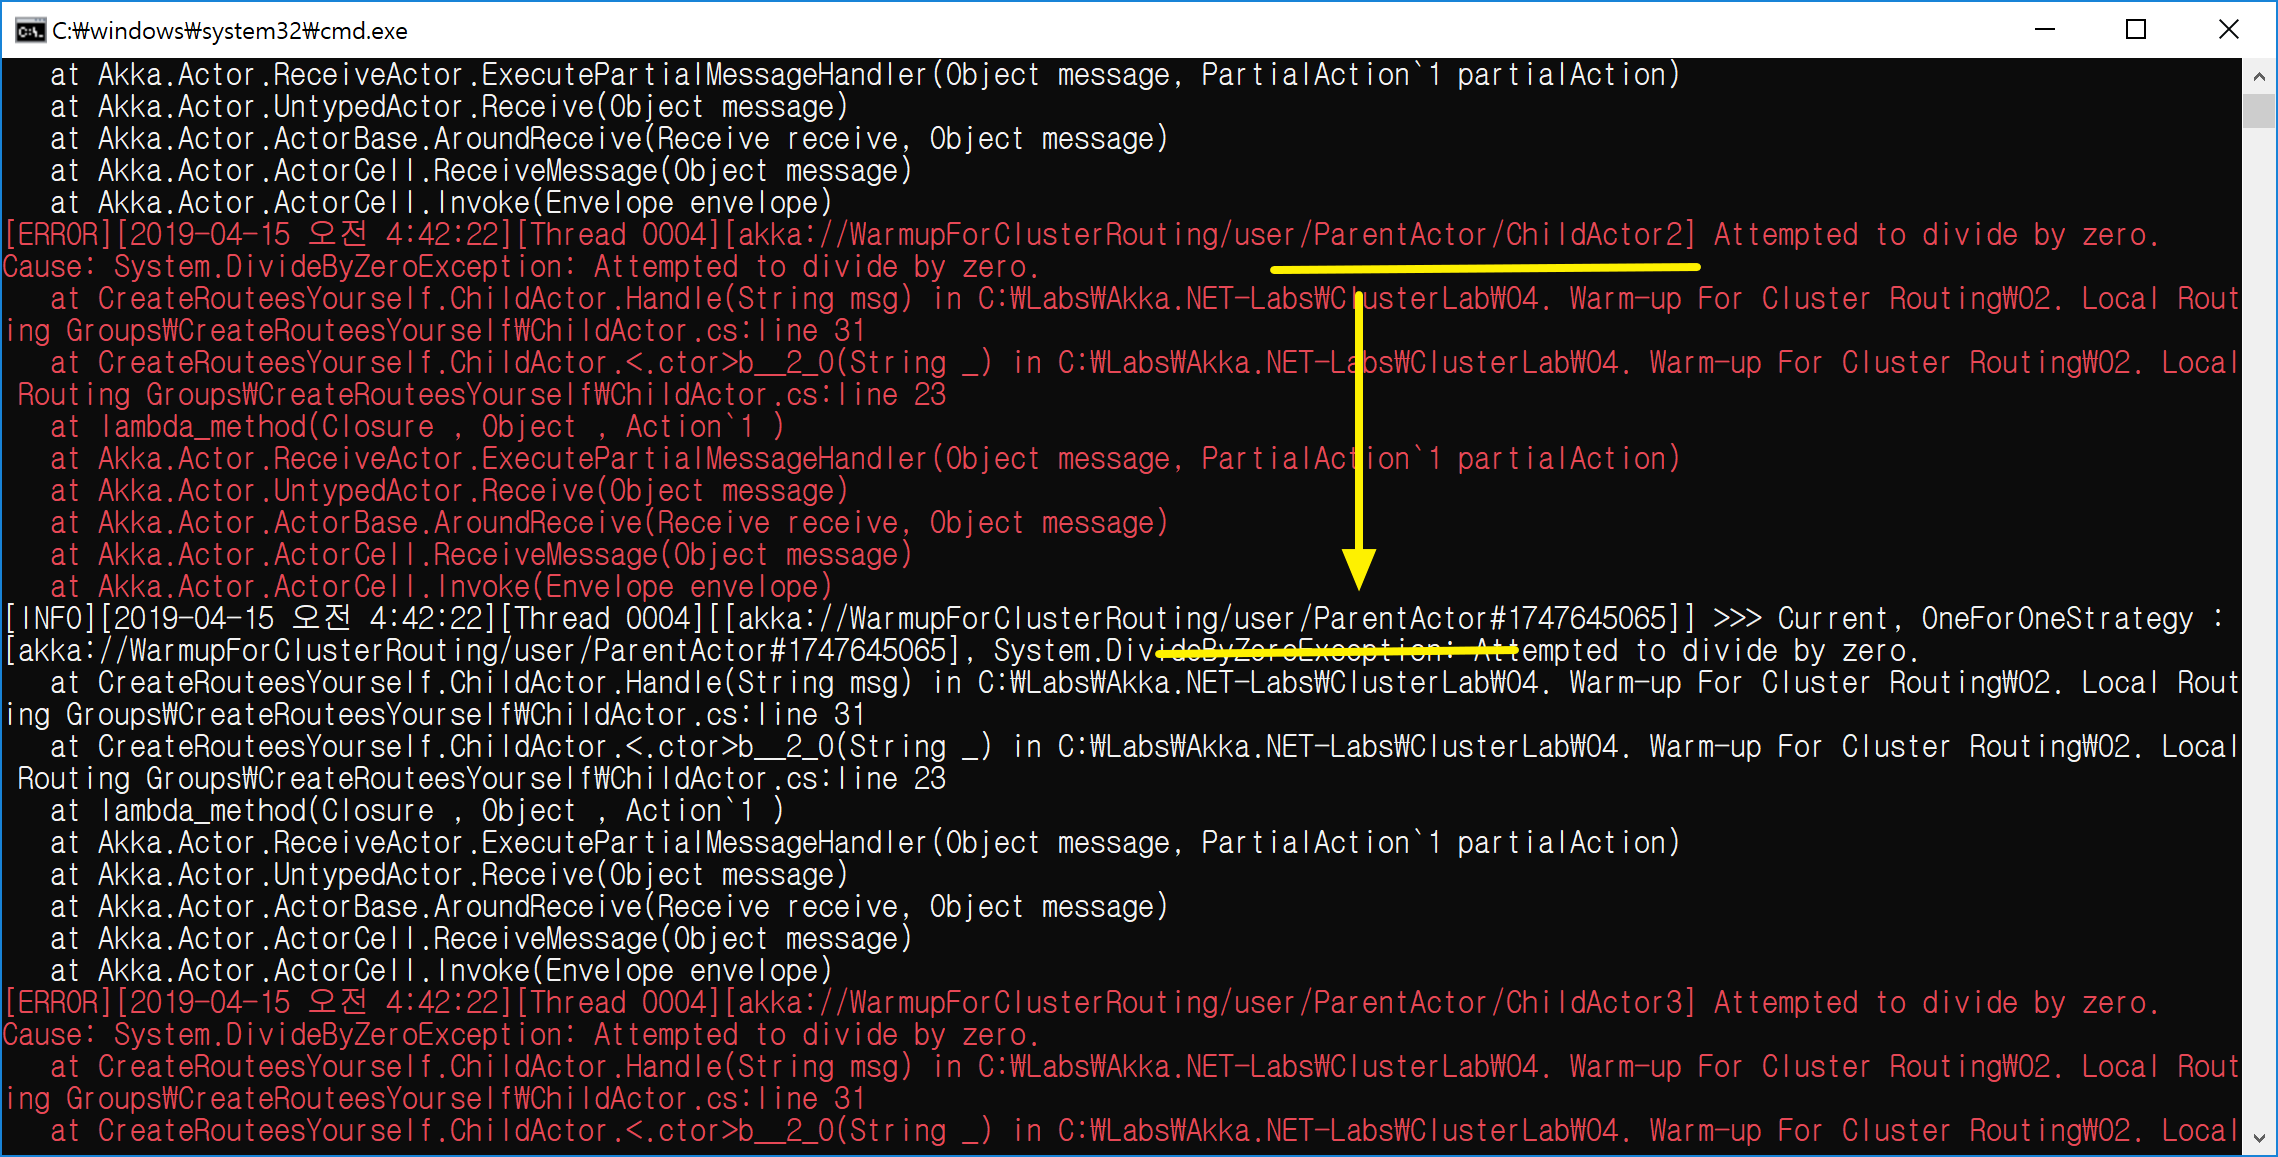 C:₩windows₩system32₩cmd.exe
   at Akka.Actor.ReceiveActor.ExecutePartialMessageHandler(Object message, PartialAction`1 partialAction)
   at Akka.Actor.UntypedActor.Receive(Object message)
   at Akka.Actor.ActorBase.AroundReceive(Receive receive, Object message)
   at Akka.Actor.ActorCell.ReceiveMessage(Object message)
   at Akka.Actor.ActorCell.Invoke(Envelope envelope)
[ERROR][2019-04-15 오전 4:42:22][Thread 0004][akka://WarmupForClusterRouting/user/ParentActor/ChildActor2] Attempted to divide by zero.
Cause: System.DivideByZeroException: Attempted to divide by zero.
   at CreateRouteesYourself.ChildActor.Handle(String msg) in C:₩Labs₩Akka.NET-Labs₩ClusterLab₩04. Warm-up For Cluster Routing₩02. Local Rout
ing Groups₩CreateRouteesYourself₩ChildActor.cs:line 31
   at CreateRouteesYourself.ChildActor.<.ctor>b__2_0(String _) in C:₩Labs₩Akka.NET-Labs₩ClusterLab₩04. Warm-up For Cluster Routing₩02. Local
 Routing Groups₩CreateRouteesYourself₩ChildActor.cs:line 23
   at lambda_method(Closure , Object , Action`1 )
   at Akka.Actor.ReceiveActor.ExecutePartialMessageHandler(Object message, PartialAction`1 partialAction)
   at Akka.Actor.UntypedActor.Receive(Object message)
   at Akka.Actor.ActorBase.AroundReceive(Receive receive, Object message)
   at Akka.Actor.ActorCell.ReceiveMessage(Object message)
   at Akka.Actor.ActorCell.Invoke(Envelope envelope)
[INFO][2019-04-15 오전 4:42:22][Thread 0004][[akka://WarmupForClusterRouting/user/ParentActor#1747645065]] >>> Current, OneForOneStrategy :
[akka://WarmupForClusterRouting/user/ParentActor#1747645065], System.DivideByZeroException: Attempted to divide by zero.
   at CreateRouteesYourself.ChildActor.Handle(String msg) in C:₩Labs₩Akka.NET-Labs₩ClusterLab₩04. Warm-up For Cluster Routing₩02. Local Rout
ing Groups₩CreateRouteesYourself₩ChildActor.cs:line 31
   at CreateRouteesYourself.ChildActor.<.ctor>b__2_0(String _) in C:₩Labs₩Akka.NET-Labs₩ClusterLab₩04. Warm-up For Cluster Routing₩02. Local
 Routing Groups₩CreateRouteesYourself₩ChildActor.cs:line 23
   at lambda_method(Closure , Object , Action`1 )
   at Akka.Actor.ReceiveActor.ExecutePartialMessageHandler(Object message, PartialAction`1 partialAction)
   at Akka.Actor.UntypedActor.Receive(Object message)
   at Akka.Actor.ActorBase.AroundReceive(Receive receive, Object message)
   at Akka.Actor.ActorCell.ReceiveMessage(Object message)
   at Akka.Actor.ActorCell.Invoke(Envelope envelope)
[ERROR][2019-04-15 오전 4:42:22][Thread 0004][akka://WarmupForClusterRouting/user/ParentActor/ChildActor3] Attempted to divide by zero.
Cause: System.DivideByZeroException: Attempted to divide by zero.
   at CreateRouteesYourself.ChildActor.Handle(String msg) in C:₩Labs₩Akka.NET-Labs₩ClusterLab₩04. Warm-up For Cluster Routing₩02. Local Rout
ing Groups₩CreateRouteesYourself₩ChildActor.cs:line 31
   at CreateRouteesYourself.ChildActor.<.ctor>b__2_0(String _) in C:₩Labs₩Akka.NET-Labs₩ClusterLab₩04. Warm-up For Cluster Routing₩02. Local